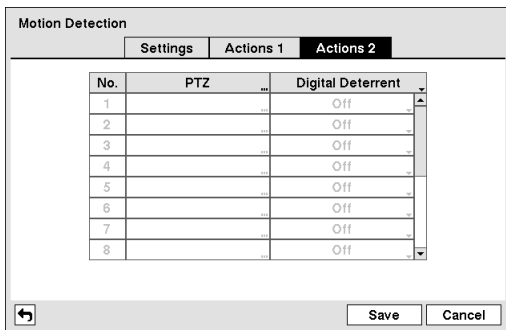 Motion Detection
Settings Actions 1 Actions 2
No. PTZ ... Digital Deterrent
1 ... Off
2 ... Off
3 ... Off
4 ... Off
5 ... Off
6 ... Off
7 ... Off
8 ... Off
Save Cancel